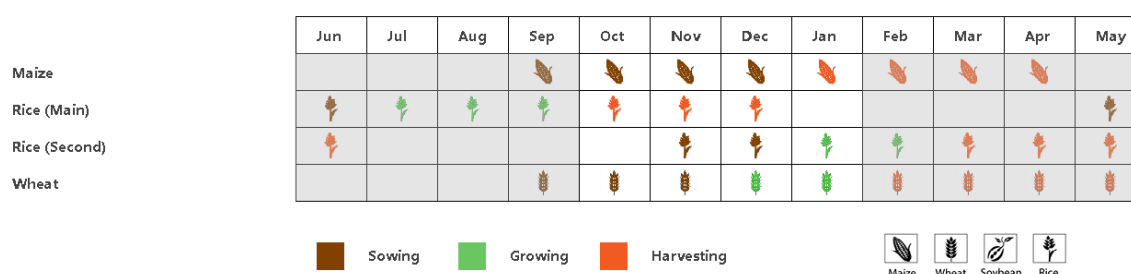 Jun Jul Aug Sep Oct Nov Dec Jan Feb Mar Apr May
Maize
Rice (Main)
Rice (Second)
Wheat
Sowing Growing Harvesting
Maize Wheat Soybean Rice